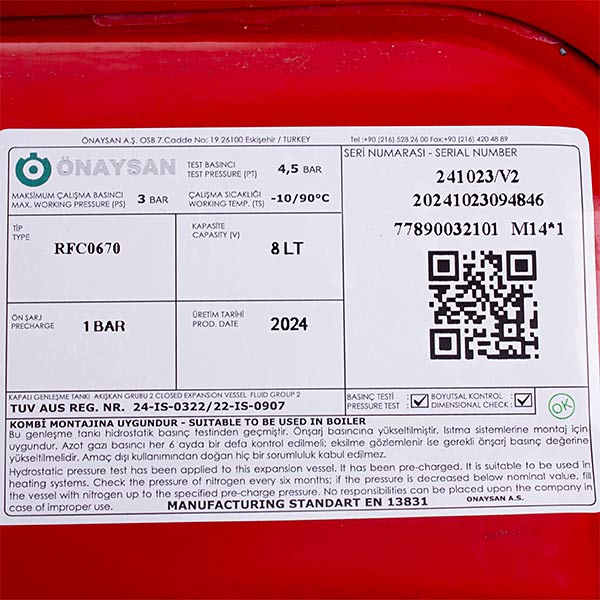 ÖNAYSAN A.Ş. OSB 7.Cadde No: 19 26100 Eskişehir / TURKEY
Tel :+90 (216) 528 26 00 Fax:+90 (216) 420 48 89
ÖNAYSAN
TEST BASINCI
TEST PRESSURE (PT)
4,5 BAR
MAKSİMUM ÇALIŞMA BASINCI
MAX. WORKING PRESSURE (PS)
3 BAR
ÇALIŞMA SICAKLIĞI
WORKING TEMP. (TS)
-10/90°C
TİP
TYPE
RFC0670
KAPASİTE
CAPASITY (V)
8 LT
ÖN ŞARJ
PRECHARGE
1 BAR
ÜRETİM TARİHİ
PROD. DATE
2024
SERİ NUMARASI - SERIAL NUMBER
241023/V2
20241023094846
77890032101 M14*1
KAPALI GENLEŞME TANKI AKIŞKAN GRUBU 2 CLOSED EXPANSION VESSEL FLUID GROUP 2
TUV AUS REG. NR. 24-IS-0322/22-IS-0907
BASINÇ TESTİ
PRESSURE TEST :
BOYUTSAL KONTROL
DIMENSIONAL CHECK :
OK
KOMBİ MONTAJINA UYGUNDUR - SUITABLE TO BE USED IN BOILER
Bu genleşme tankı hidrostatik basınç testinden geçmiştir. Önşarj basıncına yükseltilmiştir. Isıtma sistemlerine montaj için
uygundur. Azot gazı basıncı her 6 ayda bir defa kontrol edilmeli; eksilme gözlemlenir ise gerekli önşarj basınç değerine
yükseltilmelidir. Amaç dışı kullanımından doğan hiç bir sorumluluk kabul edilmez.
Hydrostatic pressure test has been applied to this expansion vessel. It has been pre-charged. It is suitable to be used in
heating systems. Check the pressure of nitrogen every six months; if the pressure is decreased below nominal value, fill
the vessel with nitrogen up to the specified pre-charge pressure. No responsibilities can be placed upon the company in
case of improper use.
ONAYSAN A.S.
MANUFACTURING STANDART EN 13831